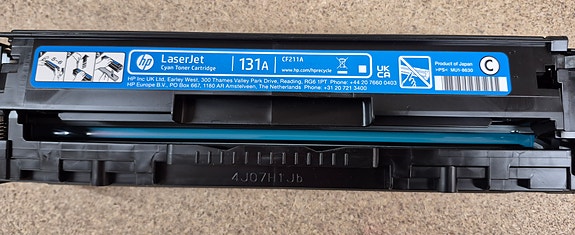 hp
LaserJet
Cyan Toner Cartridge
131A
CF211A
www.hp.com/hprecycle
UK
CA
Product of Japan
C
HP Inc UK Ltd, Earley West, 300 Thames Valley Park Drive, Reading, RG6 1PT Phone: +44 20 7660 0403
HP Europe B.V., PO Box 667, 1180 AR Amstelveen, The Netherlands Phone: +31 20 721 3400
4J07H1Jb